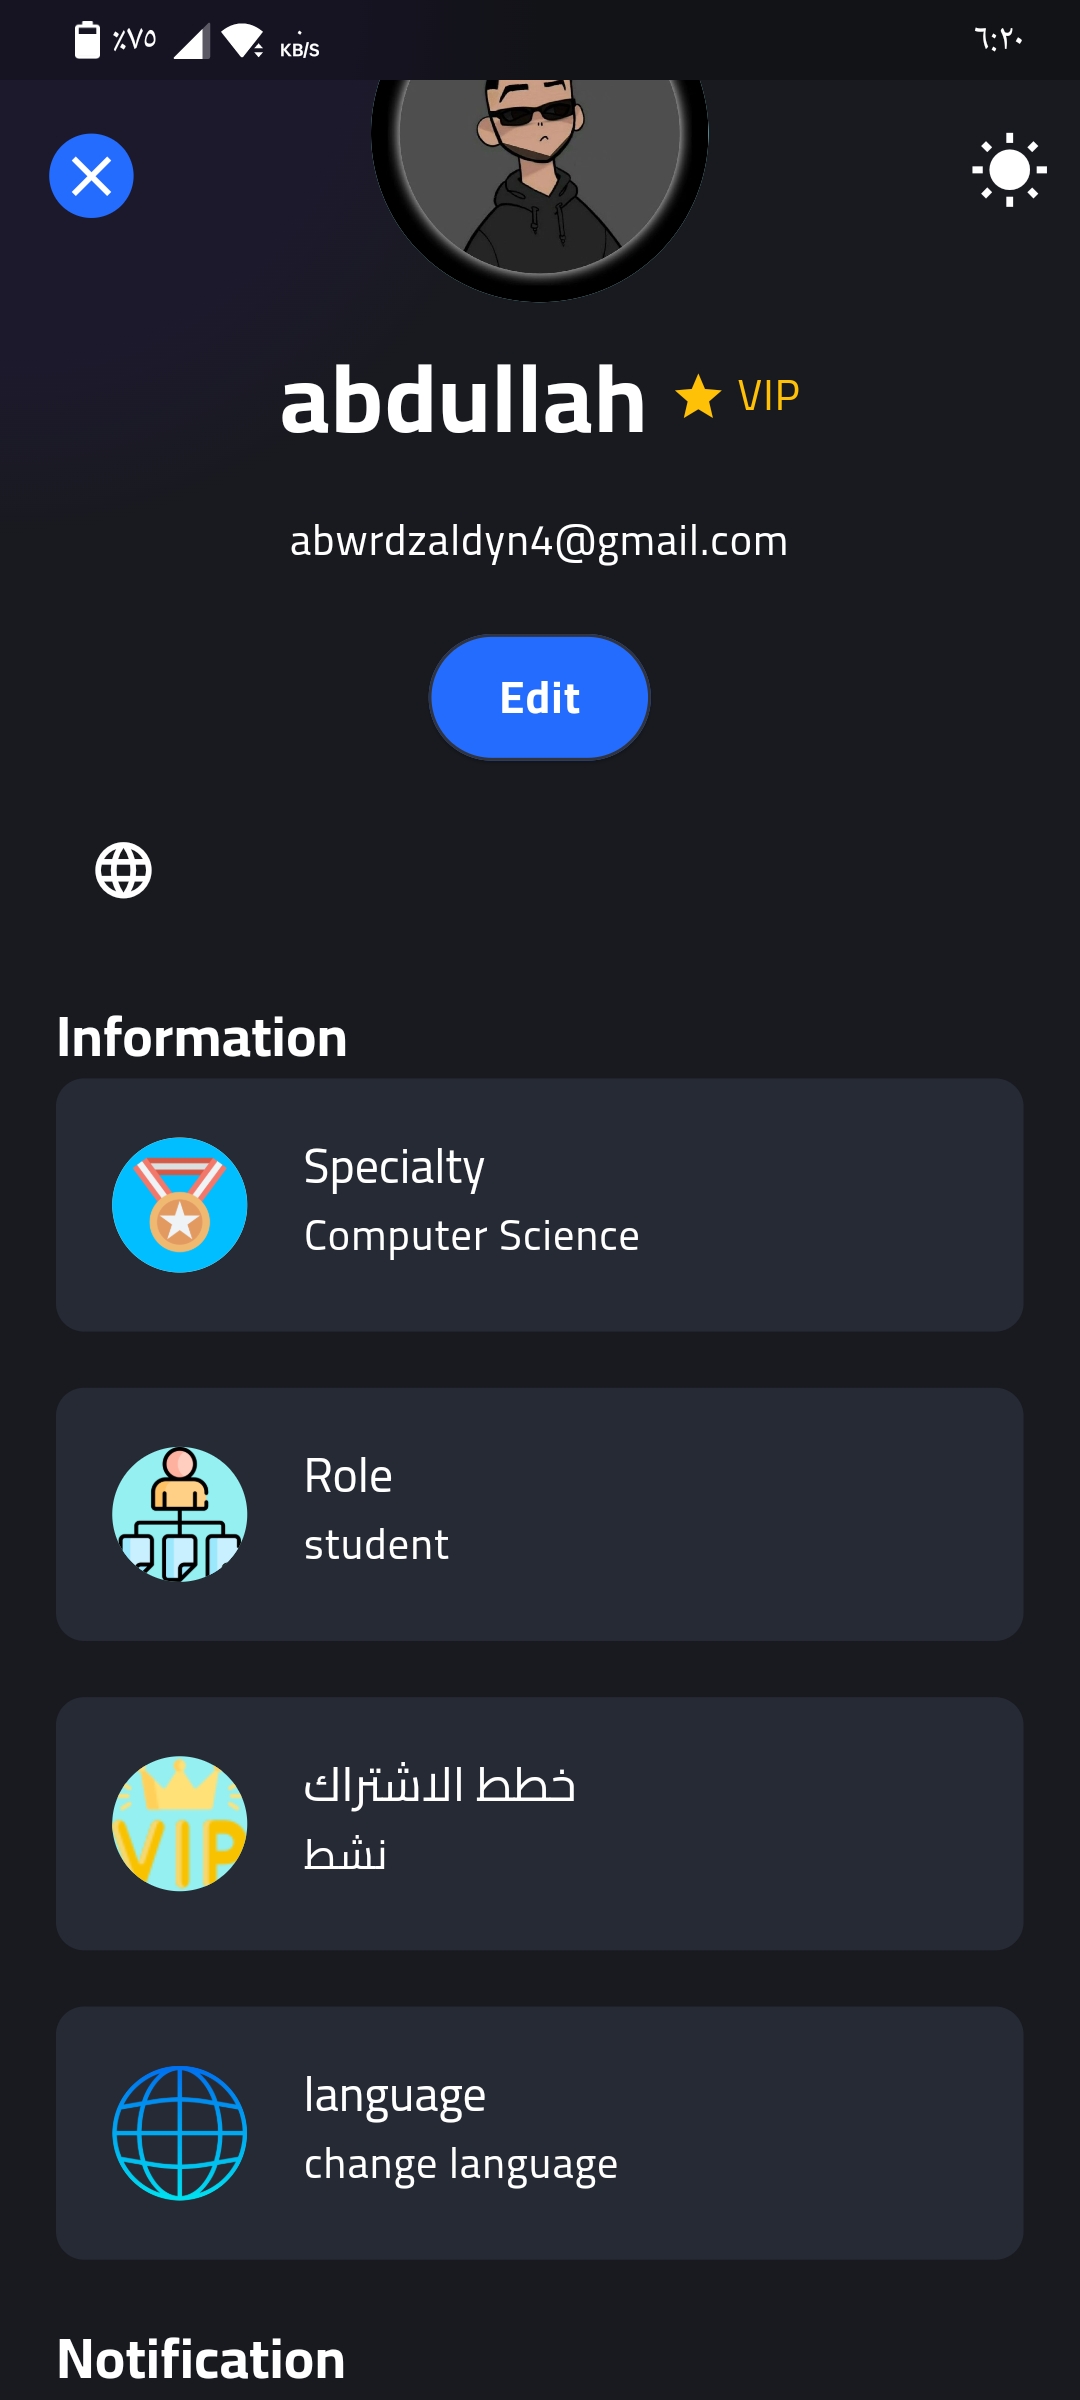 ٪٧٥
KB/S
٦:٢٠
abdullah VIP
abwrdzaldyn4@gmail.com
Edit
Information
Specialty
Computer Science
Role
student
VIP
خطط الاشتراك
نشط
language
change language
Notification